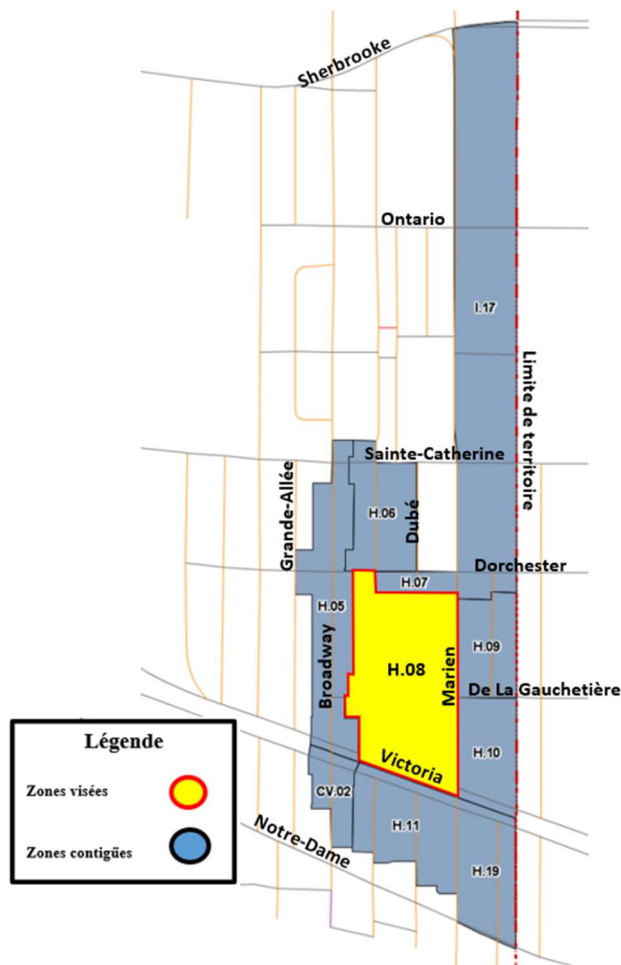 Sherbrooke
Ontario
I.17
Limite de territoire
Sainte-Catherine
Grande-Allée
H.06
Dubé
Dorchester
H.07
H.05
Broadway
H.08
Marien
H.09
De La Gauchetière
H.10
Victoria
CV.02
H.11
Notre-Dame
H.19
Légende
Zones visées
Zones contigües